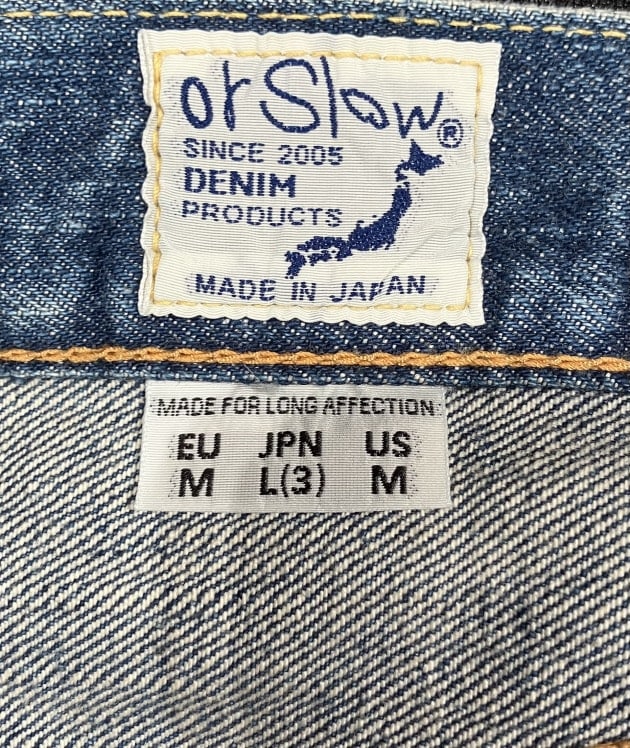 orSlow®
SINCE 2005
DENIM
PRODUCTS
MADE IN JAPAN
MADE FOR LONG AFFECTION
EU JPN US
M L(3) M